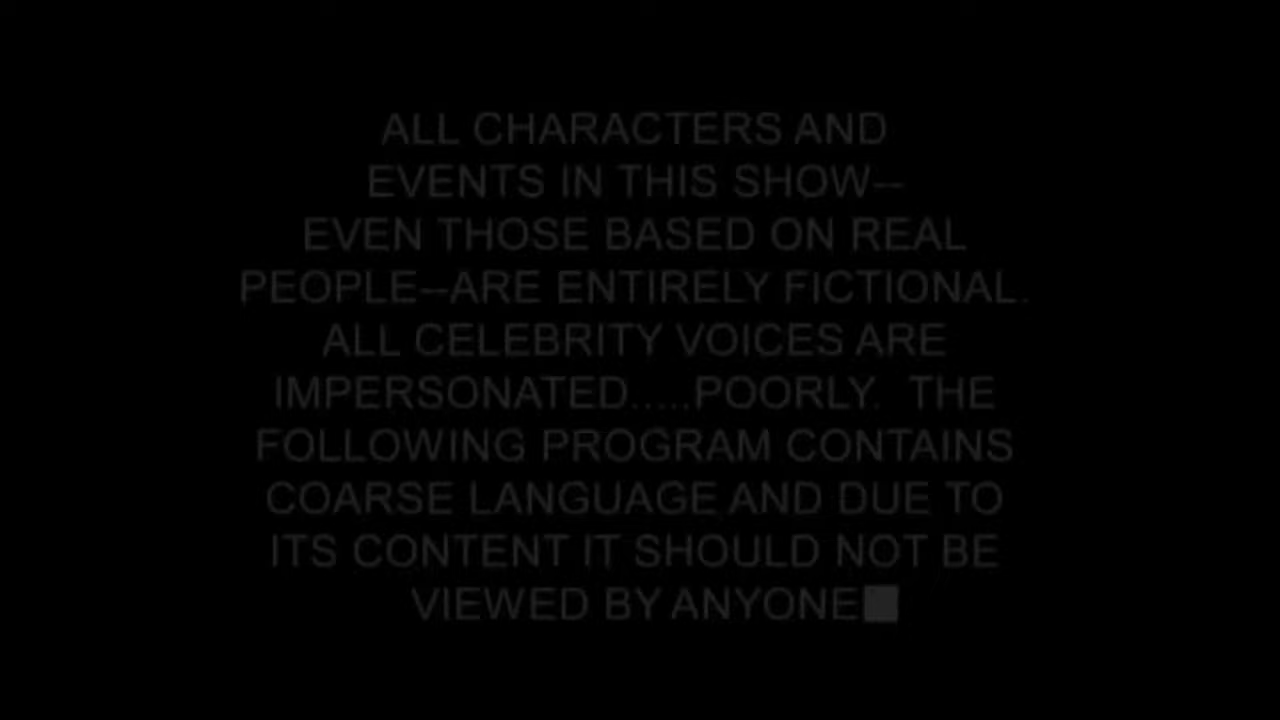 ALL CHARACTERS AND
EVENTS IN THIS SHOW--
EVEN THOSE BASED ON REAL
PEOPLE--ARE ENTIRELY FICTIONAL.
ALL CELEBRITY VOICES ARE
IMPERSONATED.....POORLY.  THE
FOLLOWING PROGRAM CONTAINS
COARSE LANGUAGE AND DUE TO
ITS CONTENT IT SHOULD NOT BE
VIEWED BY ANYONE■